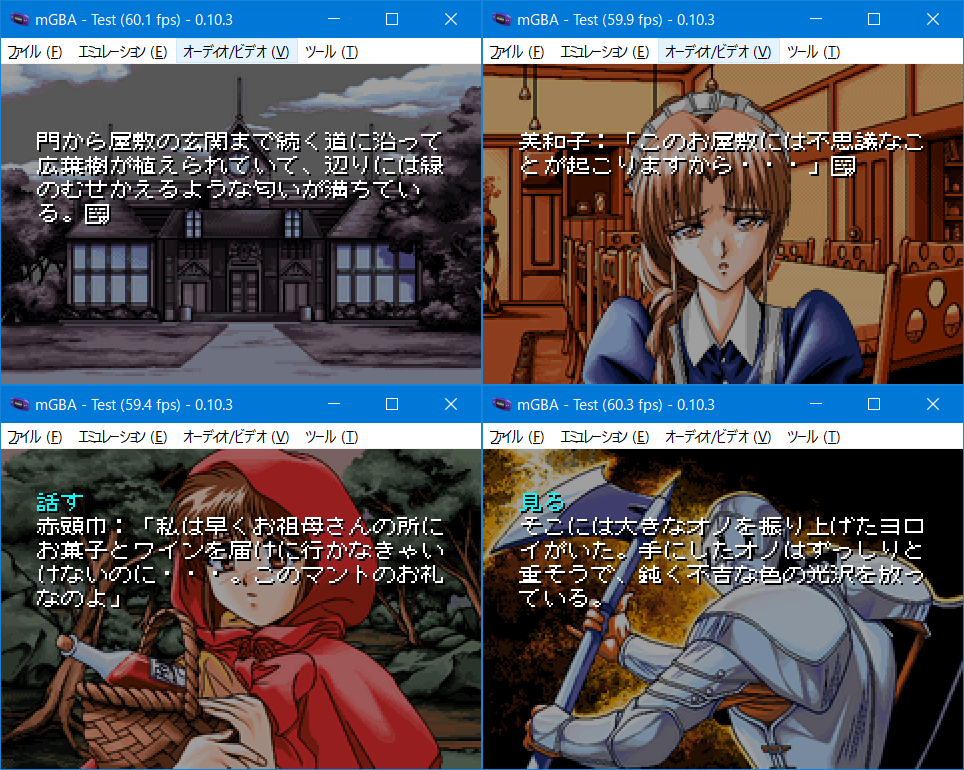 mGBA - Test (60.1 fps) - 0.10.3
ファイル (F) エミュレーション (E) オーディオ/ビデオ (V) ツール (T)
門から屋敷の玄関まで続く道に沿って
広葉樹が植えられていて、辺りには緑
のむせかえるような匂いが満ちてい
る。
mGBA - Test (59.9 fps) - 0.10.3
ファイル (F) エミュレーション (E) オーディオ/ビデオ (V) ツール (T)
美和子：「このお屋敷には不思議なこ
とが起こりますから・・・」
mGBA - Test (59.4 fps) - 0.10.3
ファイル (F) エミュレーション (E) オーディオ/ビデオ (V) ツール (T)
話す
赤頭巾：「私は早くお祖母さんの所に
お菓子とワインを届けに行かなきゃい
けないのに・・・。このマントのお礼
なのよ」
mGBA - Test (60.3 fps) - 0.10.3
ファイル (F) エミュレーション (E) オーディオ/ビデオ (V) ツール (T)
見る
そこには大きなオノを振り上げたヨロ
イがいた。手にしたオノはずっしりと
重そうで、鈍く不吉な色の光沢を放っ
ている。